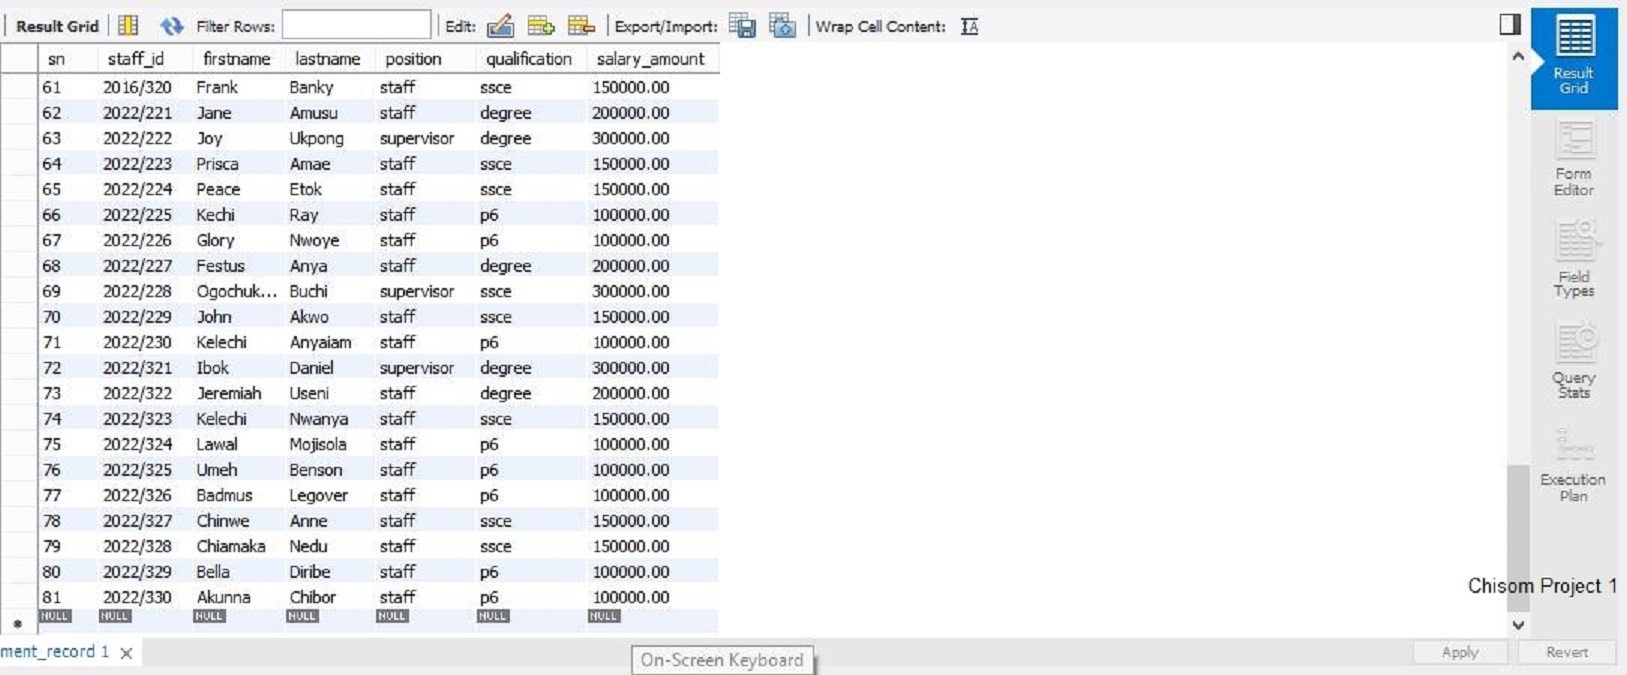 Result Grid Filter Rows: Edit: Export/Import: Wrap Cell Content: IA
sn staff_id firstname lastname position qualification salary_amount
61 2016/320 Frank Banky staff ssce 150000.00
62 2022/221 Jane Amusu staff degree 200000.00
63 2022/222 Joy Ukpong supervisor degree 300000.00
64 2022/223 Prisca Amae staff ssce 150000.00
65 2022/224 Peace Etok staff ssce 150000.00
66 2022/225 Kechi Ray staff p6 100000.00
67 2022/226 Glory Nwoye staff p6 100000.00
68 2022/227 Festus Anya staff degree 200000.00
69 2022/228 Ogochuk... Buchi supervisor ssce 300000.00
70 2022/229 John Akwo staff ssce 150000.00
71 2022/230 Kelechi Anyaiam staff p6 100000.00
72 2022/321 Ibok Daniel supervisor degree 300000.00
73 2022/322 Jeremiah Useni staff degree 200000.00
74 2022/323 Kelechi Nwanya staff ssce 150000.00
75 2022/324 Lawal Mojisola staff p6 100000.00
76 2022/325 Umeh Benson staff p6 100000.00
77 2022/326 Badmus Legover staff p6 100000.00
78 2022/327 Chinwe Anne staff ssce 150000.00
79 2022/328 Chiamaka Nedu staff ssce 150000.00
80 2022/329 Bella Diribe staff p6 100000.00
81 2022/330 Akunna Chibor staff p6 100000.00
NULL NULL NULL NULL NULL NULL NULL
ment_record 1
On-Screen Keyboard
Result
Grid
Form
Editor
Field
Types
Query
Stats
Execution
Plan
Chisom Project 1
Apply Revert